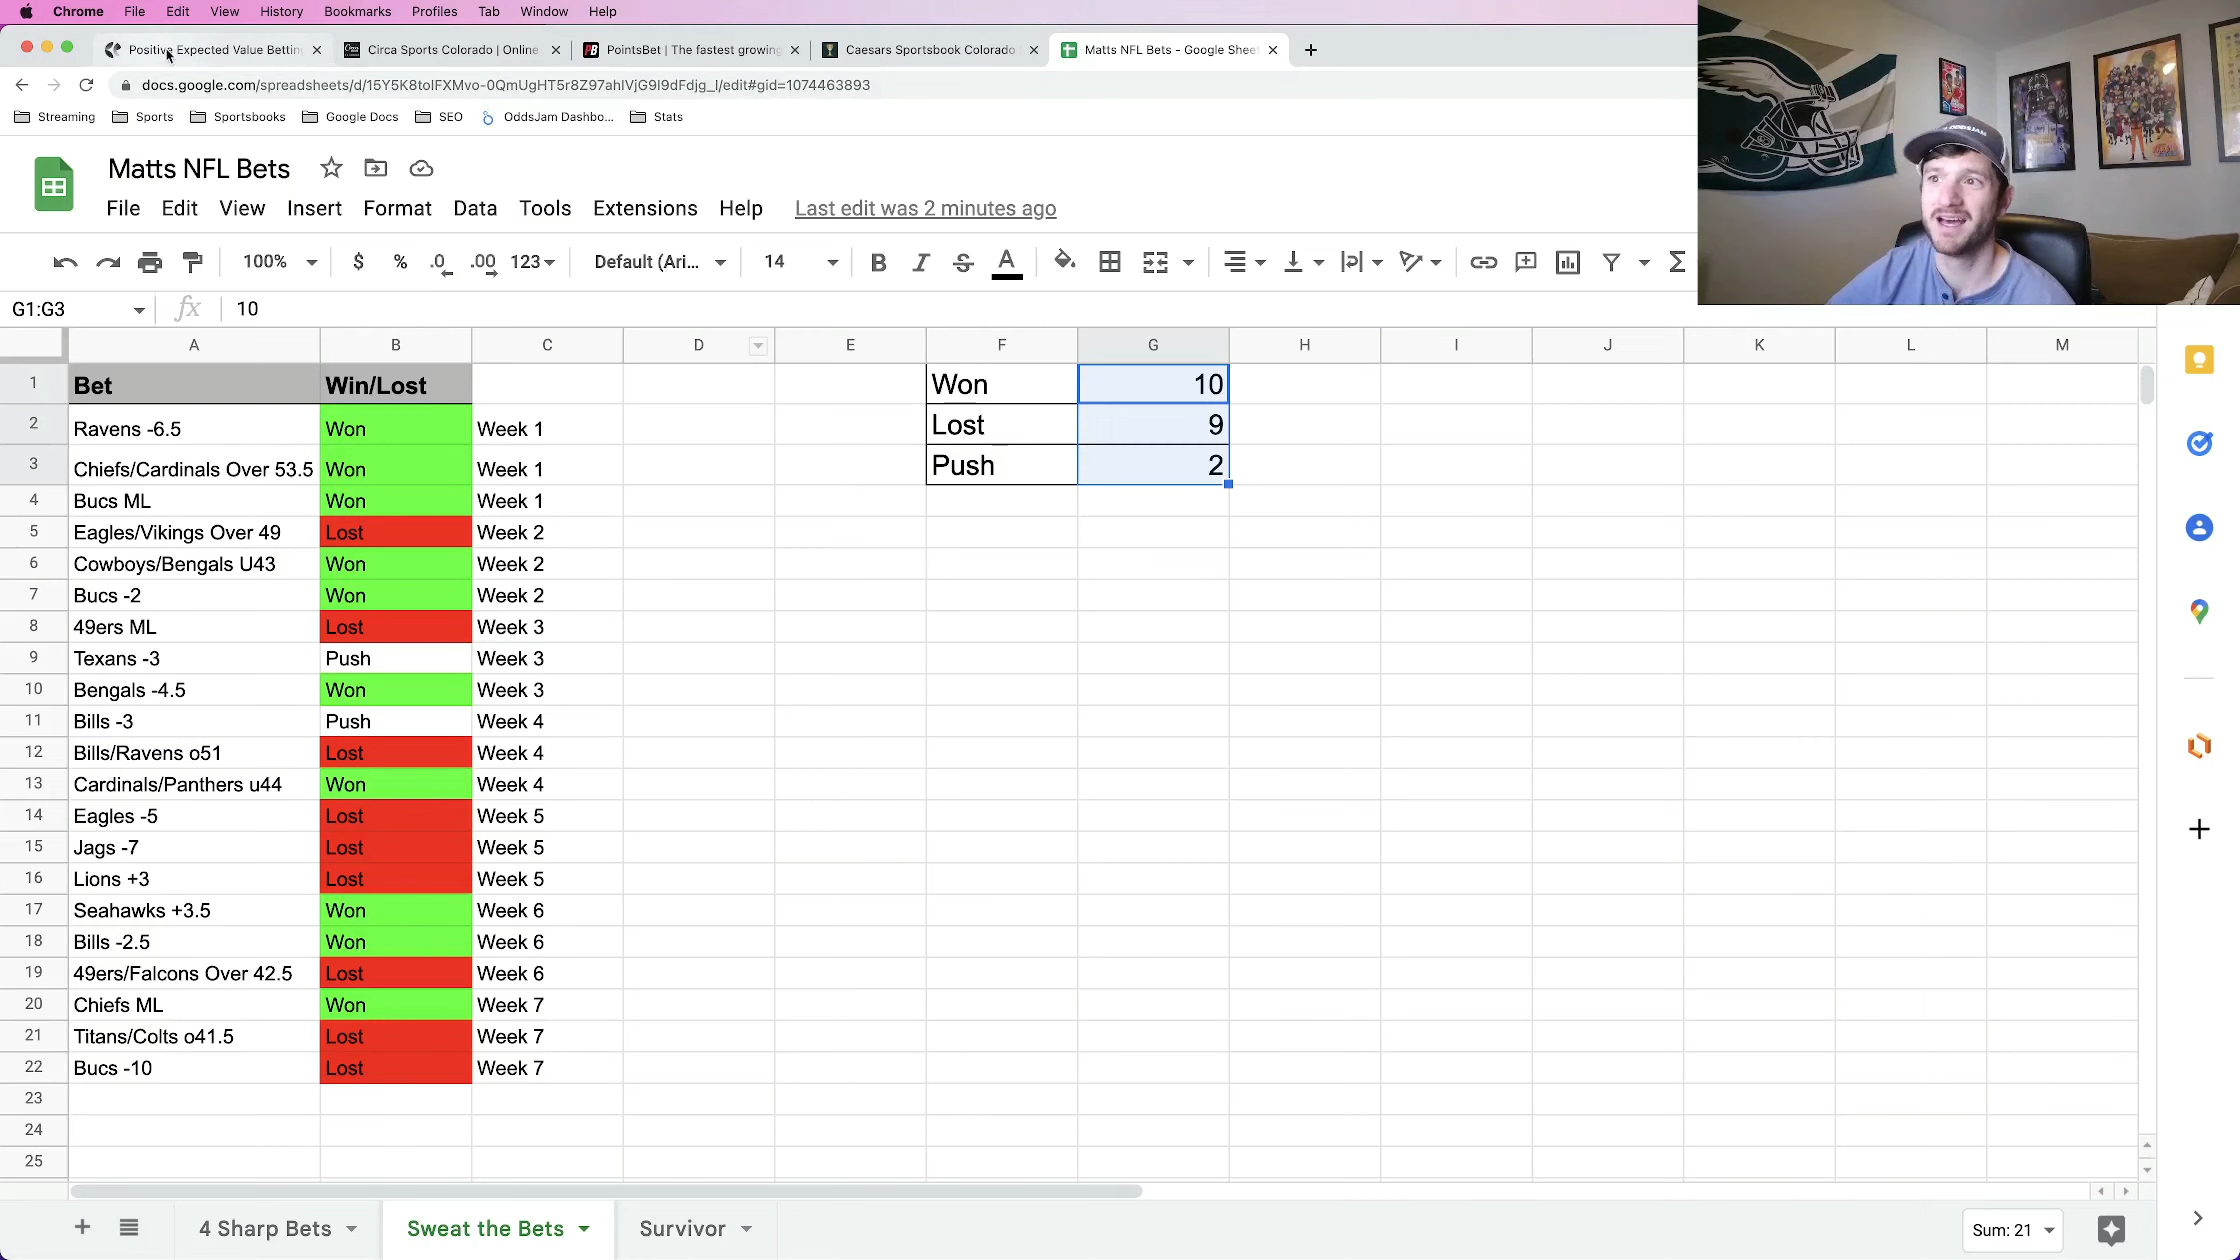 Chrome File Edit View History Bookmarks Profiles Tab Window Help
Positive Expected Value Betting Circa Sports Colorado | Online PointsBet | The fastest growing Caesars Sportsbook Colorado Matts NFL Bets - Google Sheet
docs.google.com/spreadsheets/d/15Y5K8tolFXMvo-0QmUgHT5r8Z97ahlVjG9I9dFdjg_I/edit#gid=1074463893
Streaming Sports Sportsbooks Google Docs SEO OddsJam Dashbo... Stats
Matts NFL Bets
File Edit View Insert Format Data Tools Extensions Help Last edit was 2 minutes ago
100% $ % .0 .00 123 Default (Ari... 14 B I S A Σ
G1:G3 fx 10
A B C D E F G H I J K L M
1 Bet Win/Lost Won 10
2 Ravens -6.5 Won Week 1 Lost 9
3 Chiefs/Cardinals Over 53.5 Won Week 1 Push 2
4 Bucs ML Won Week 1
5 Eagles/Vikings Over 49 Lost Week 2
6 Cowboys/Bengals U43 Won Week 2
7 Bucs -2 Won Week 2
8 49ers ML Lost Week 3
9 Texans -3 Push Week 3
10 Bengals -4.5 Won Week 3
11 Bills -3 Push Week 4
12 Bills/Ravens o51 Lost Week 4
13 Cardinals/Panthers u44 Won Week 4
14 Eagles -5 Lost Week 5
15 Jags -7 Lost Week 5
16 Lions +3 Lost Week 5
17 Seahawks +3.5 Won Week 6
18 Bills -2.5 Won Week 6
19 49ers/Falcons Over 42.5 Lost Week 6
20 Chiefs ML Won Week 7
21 Titans/Colts o41.5 Lost Week 7
22 Bucs -10 Lost Week 7
23
24
25
4 Sharp Bets Sweat the Bets Survivor Sum: 21